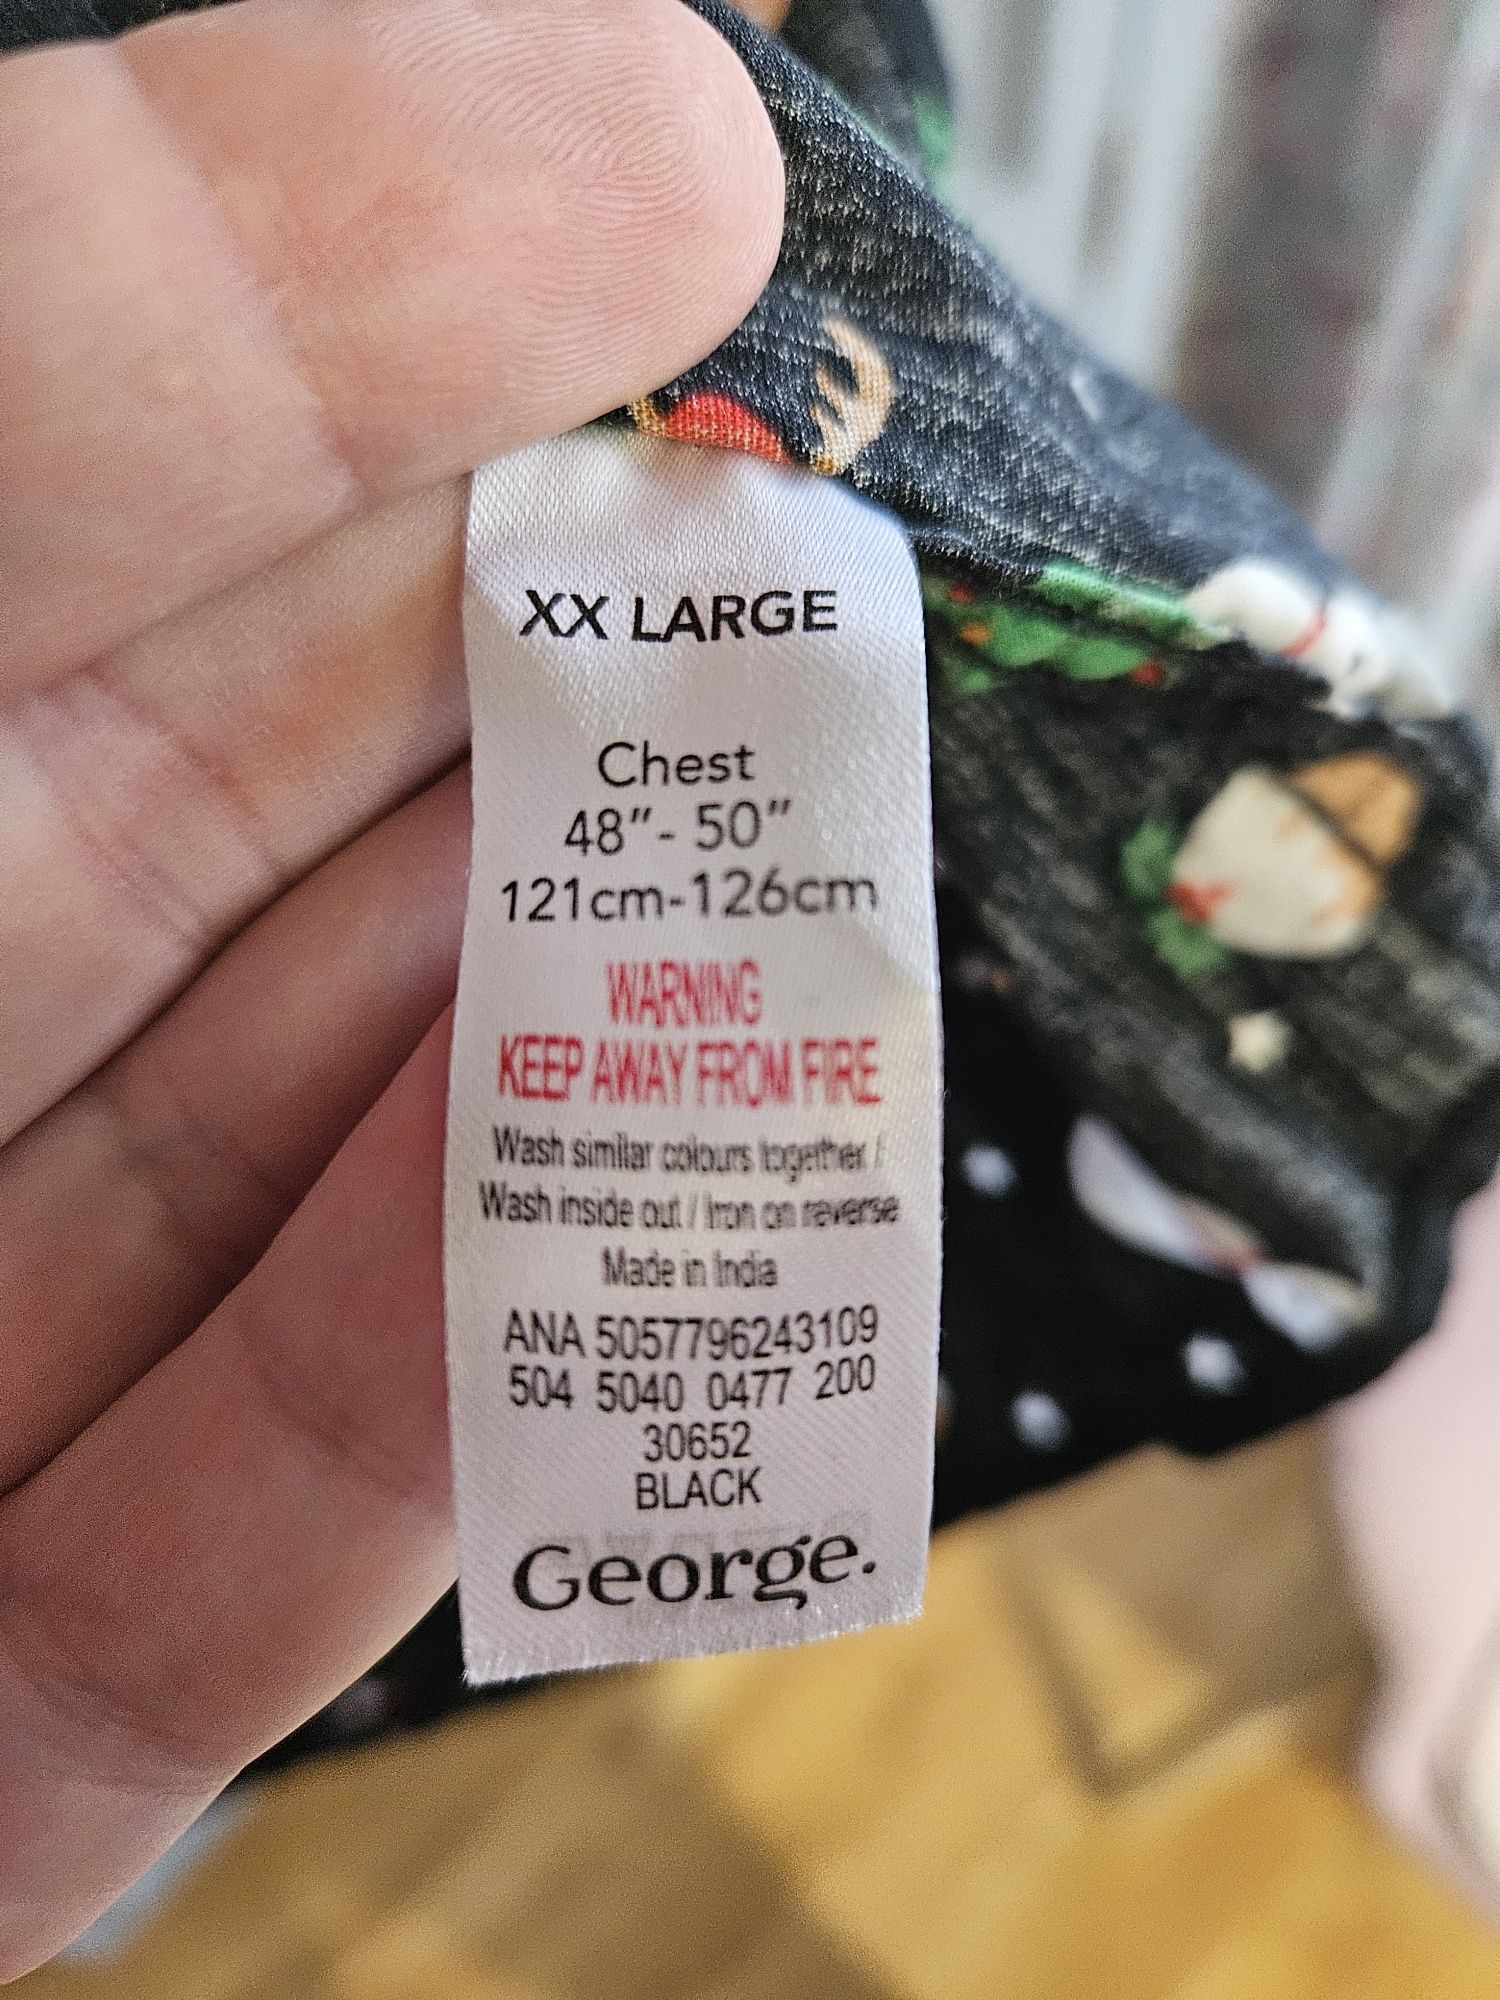 XX LARGE
Chest
48"- 50"
121cm-126cm
WARNING
KEEP AWAY FROM FIRE
Wash similar colours together /
Wash inside out / Iron on reverse
Made in India
ANA 5057796243109
504 5040 0477 200
30652
BLACK
George.